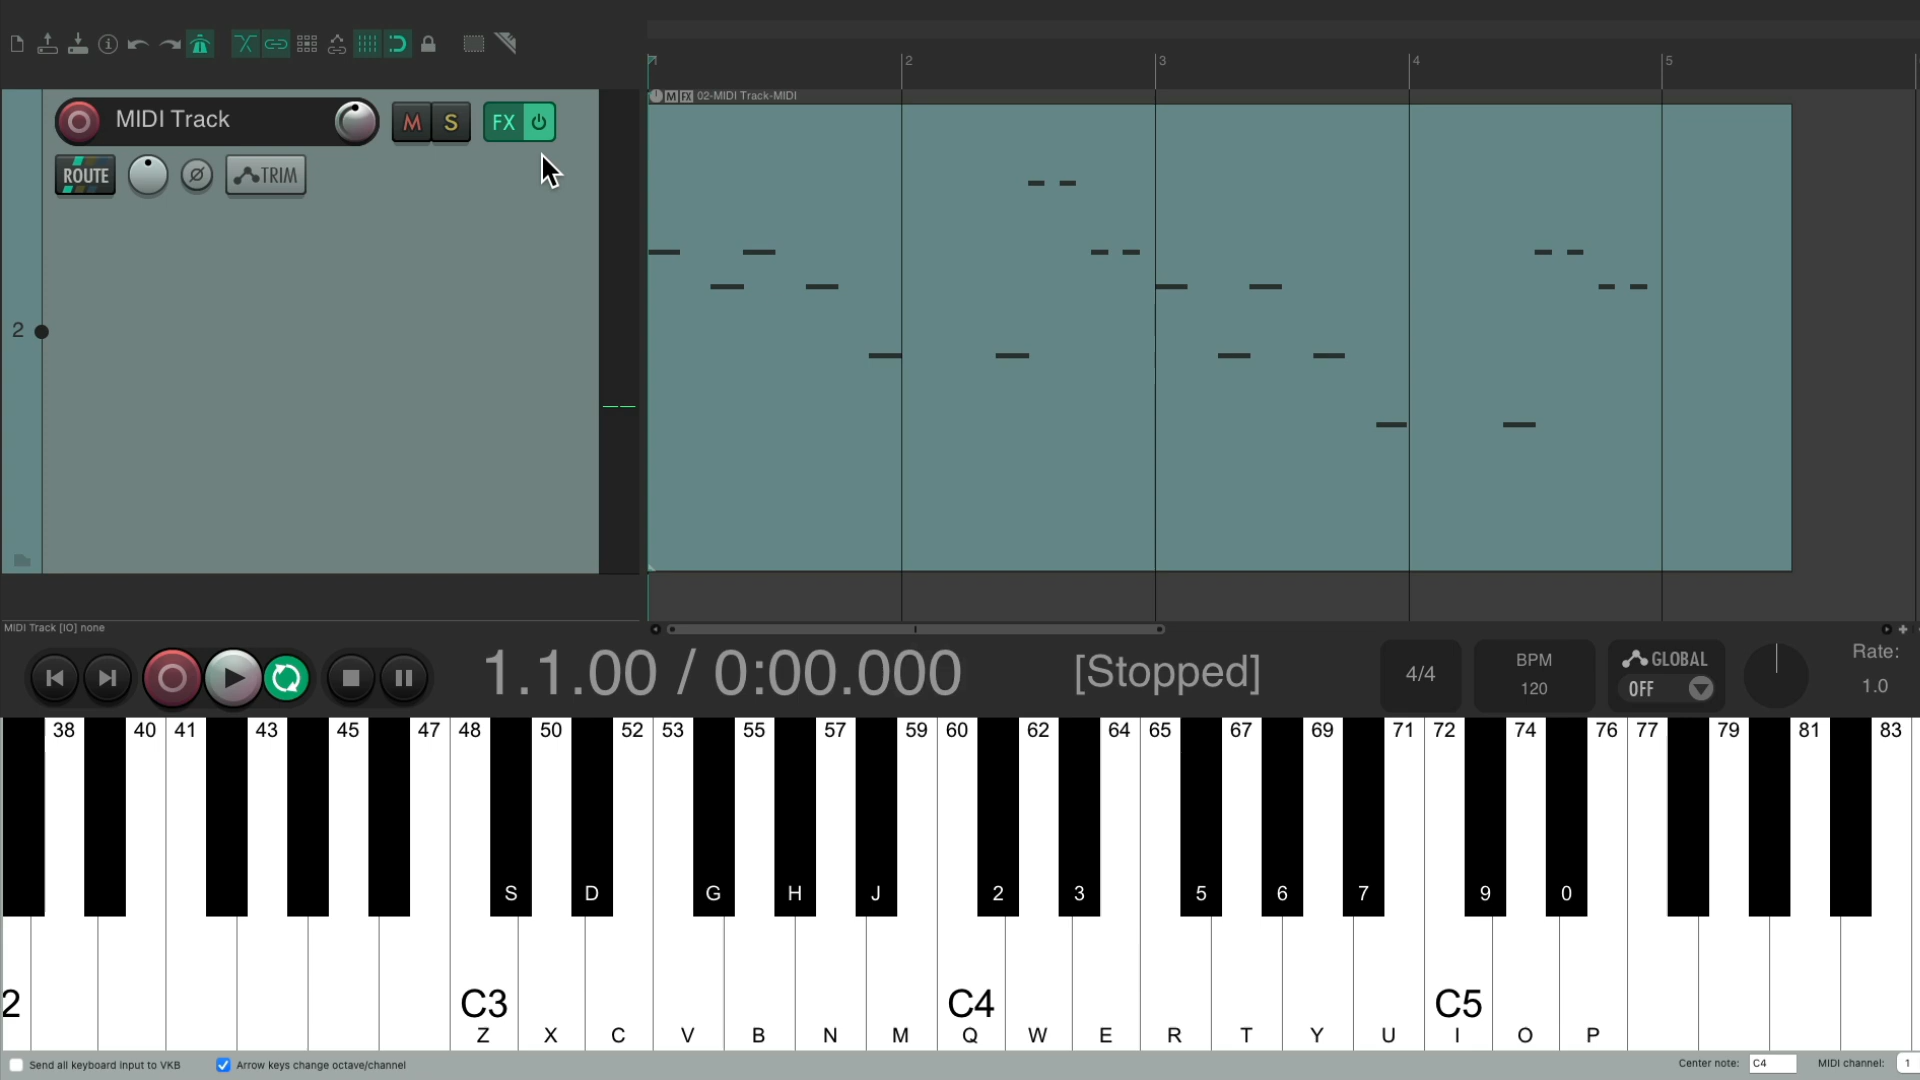 1 2 3 4 5
M FX 02-MIDI Track-MIDI
MIDI Track M S FX
ROUTE Ø TRIM
2
MIDI Track [IO] none
1.1.00 / 0:00.000 [Stopped] 4/4 BPM 120 GLOBAL OFF Rate: 1.0
38 40 41 43 45 47 48 50 52 53 55 57 59 60 62 64 65 67 69 71 72 74 76 77 79 81 83
S D G H J 2 3 5 6 7 9 0
2 C3 C4 C5
Z X C V B N M Q W E R T Y U I O P
Send all keyboard input to VKB Arrow keys change octave/channel Center note: C4 MIDI channel: 1